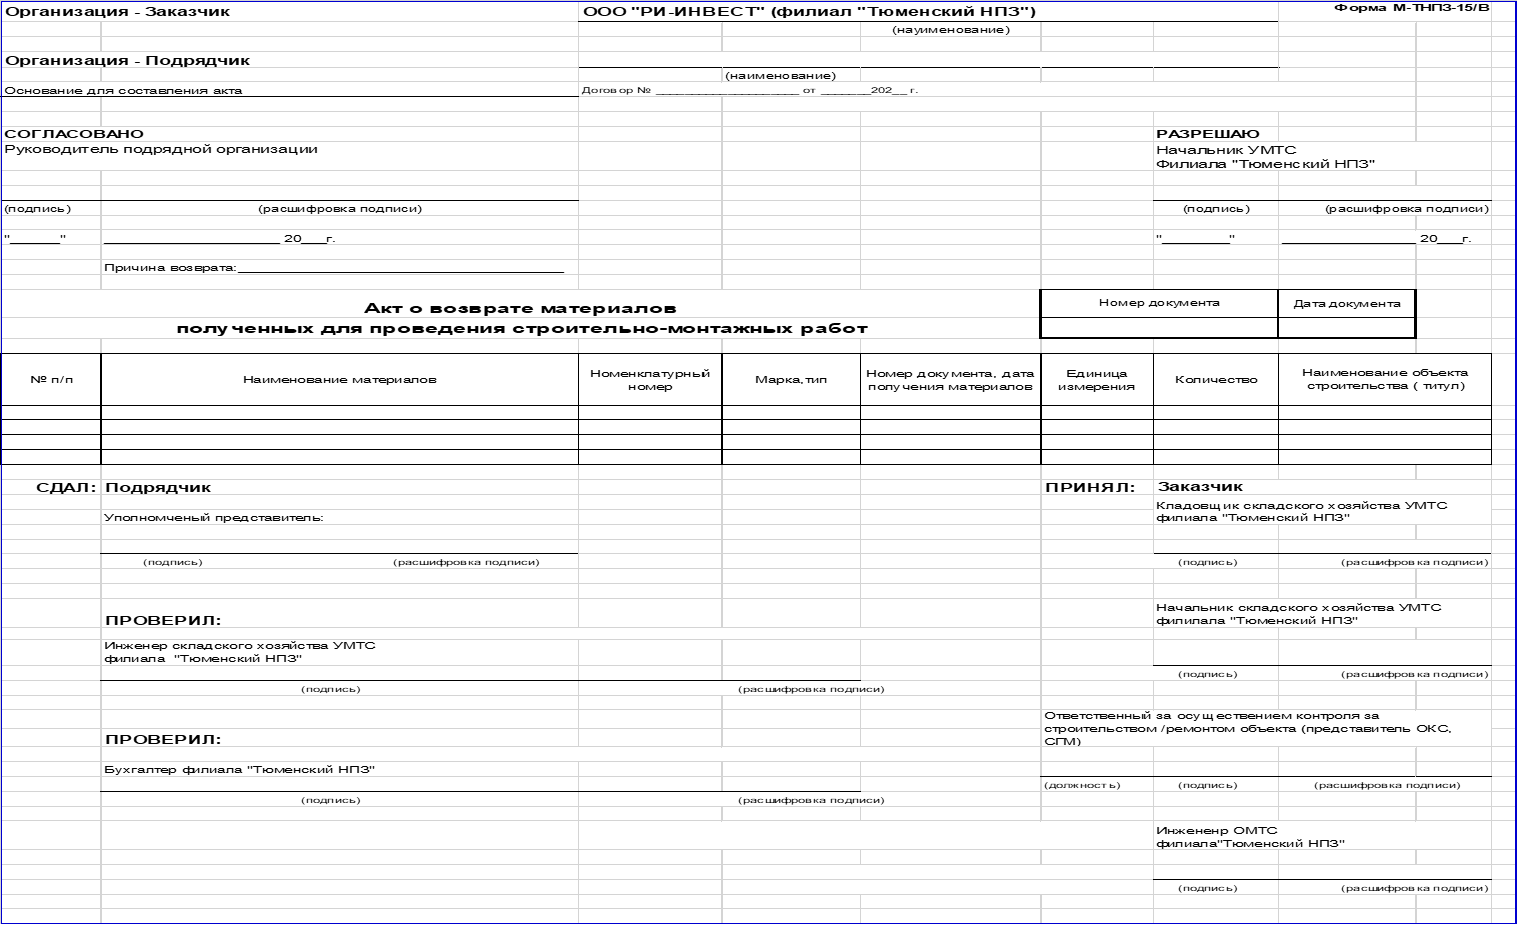 Организация - Заказчик ООО "РИ-ИНВЕСТ" (филиал "Тюменский НПЗ") Форма М-ТНПЗ-15/В
(науименование)
Организация - Подрядчик
(наименование)
Основание для составления акта Договор № ____________________ от _______202__ г.
СОГЛАСОВАНО РАЗРЕШАЮ
Руководитель подрядной организации Начальник УМТС
Филиала "Тюменский НПЗ"
(подпись) (расшифровка подписи) (подпись) (расшифровка подписи)
"______" ____________________ 20___г. "________" ________________ 20___г.
Причина возврата:______________________________________
Акт о возврате материалов Номер документа Дата документа
полученных для проведения строительно-монтажных работ
№ п/п Наименование материалов Номенклатурный номер Марка,тип Номер документа, дата получения материалов Единица измерения Количество Наименование объекта строительства ( титул)
СДАЛ: Подрядчик ПРИНЯЛ: Заказчик
Кладовщик складского хозяйства УМТС
Уполномченый представитель: филиала "Тюменский НПЗ"
(подпись) (расшифровка подписи) (подпись) (расшифровка подписи)
Начальник складского хозяйства УМТС
ПРОВЕРИЛ: филилала "Тюменский НПЗ"
Инженер складского хозяйства УМТС
филиала "Тюменский НПЗ"
(подпись) (расшифровка подписи)
(подпись) (расшифровка подписи)
Ответственный за осуществением контроля за
строительством /ремонтом объекта (представитель ОКС,
ПРОВЕРИЛ: СГМ)
Бухгалтер филиала "Тюменский НПЗ"
(должность) (подпись) (расшифровка подписи)
(подпись) (расшифровка подписи)
Инжененр ОМТС
филиала"Тюменский НПЗ"
(подпись) (расшифровка подписи)